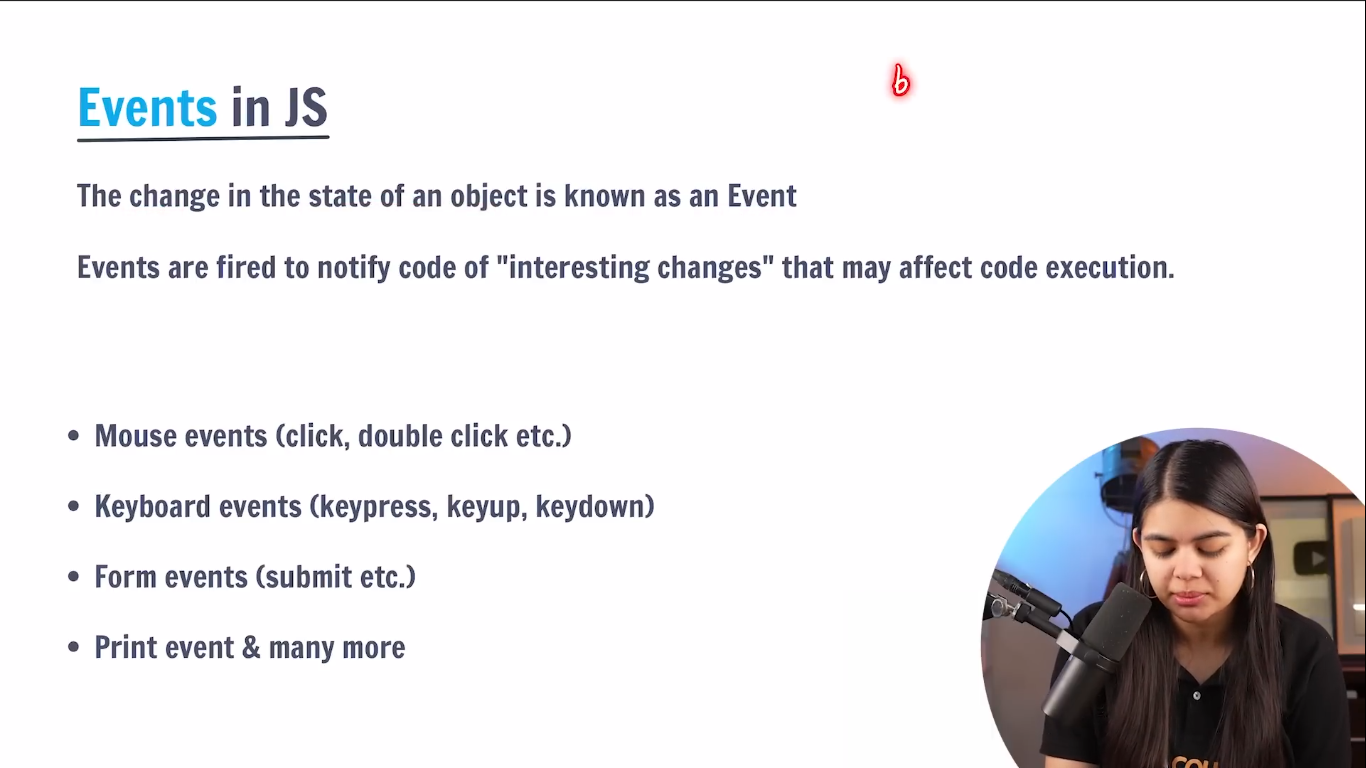 b
Events in JS
The change in the state of an object is known as an Event
Events are fired to notify code of "interesting changes" that may affect code execution.
• Mouse events (click, double click etc.)
• Keyboard events (keypress, keyup, keydown)
• Form events (submit etc.)
• Print event & many more